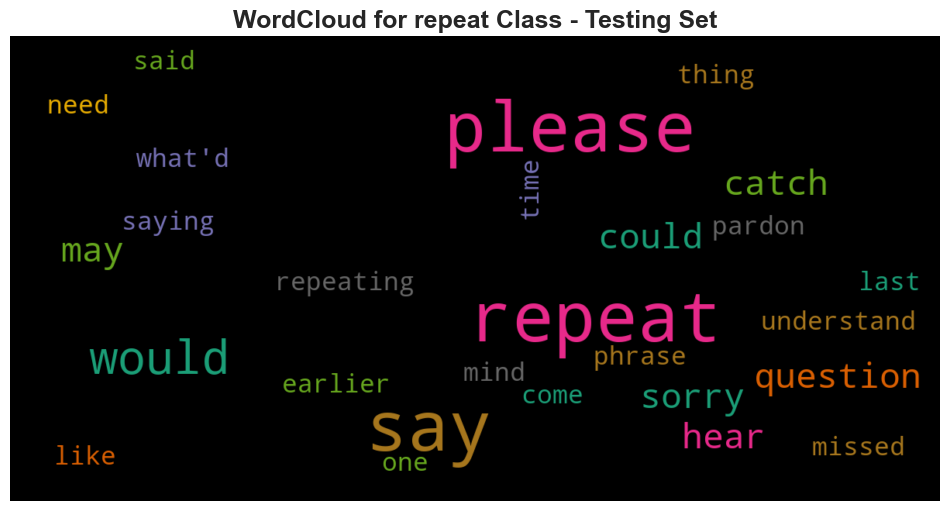 WordCloud for repeat Class - Testing Set
said
thing
need
please
what'd
time
catch
saying
pardon
could
may
repeating
last
repeat
understand
would
phrase
mind
question
earlier
come
sorry
say
hear
missed
like
one